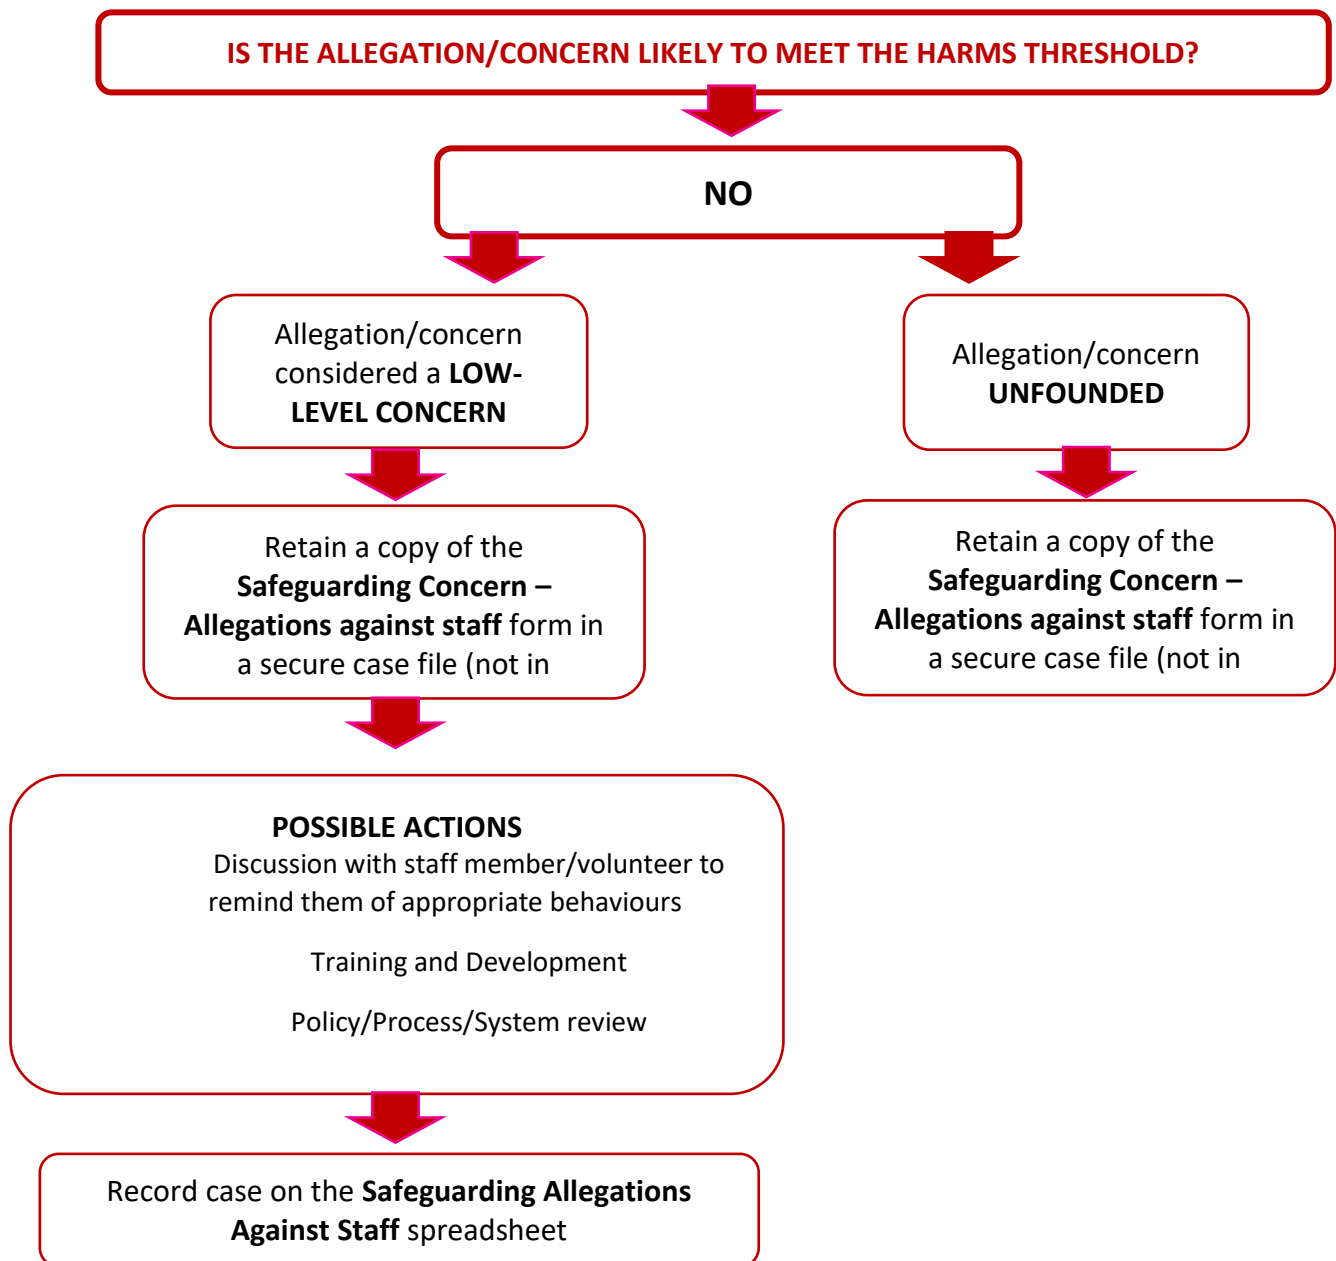 IS THE ALLEGATION/CONCERN LIKELY TO MEET THE HARMS THRESHOLD?
NO
Allegation/concern
considered a LOW-
LEVEL CONCERN
Allegation/concern
UNFOUNDED
Retain a copy of the
Safeguarding Concern –
Allegations against staff form in
a secure case file (not in
Retain a copy of the
Safeguarding Concern –
Allegations against staff form in
a secure case file (not in
POSSIBLE ACTIONS
Discussion with staff member/volunteer to
remind them of appropriate behaviours
Training and Development
Policy/Process/System review
Record case on the Safeguarding Allegations
Against Staff spreadsheet